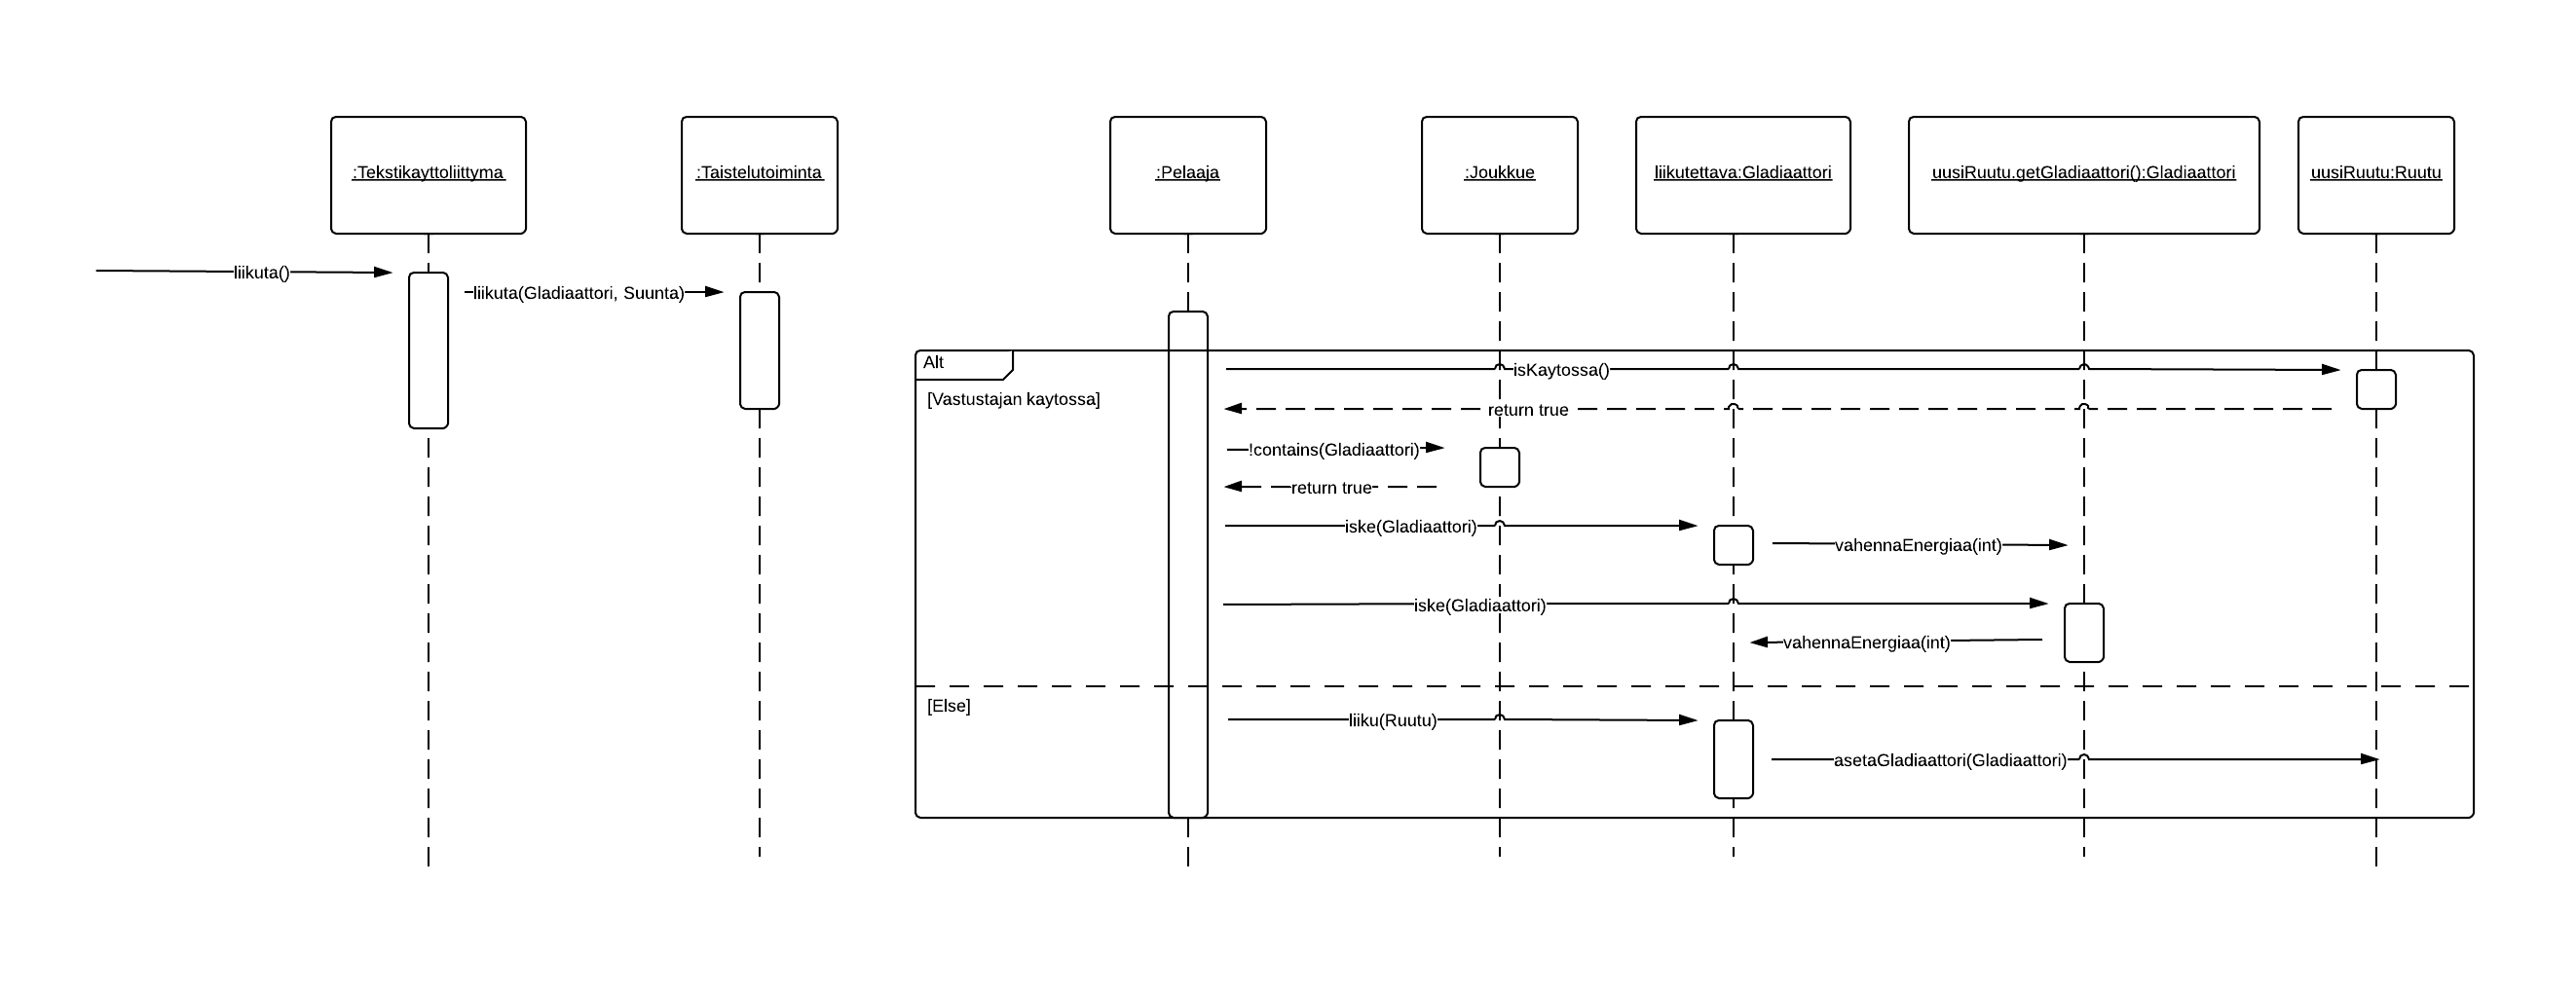 :Tekstikayttoliittyma
:Taistelutoiminta
:Pelaaja
:Joukkue
liikutettava:Gladiaattori
uusiRuutu.getGladiaattori():Gladiaattori
uusiRuutu:Ruutu
liikuta()
liikuta(Gladiaattori, Suunta)
Alt
isKaytossa()
[Vastustajan kaytossa]
return true
!contains(Gladiaattori)
return true
iske(Gladiaattori)
vahennaEnergiaa(int)
iske(Gladiaattori)
vahennaEnergiaa(int)
[Else]
liiku(Ruutu)
asetaGladiaattori(Gladiaattori)